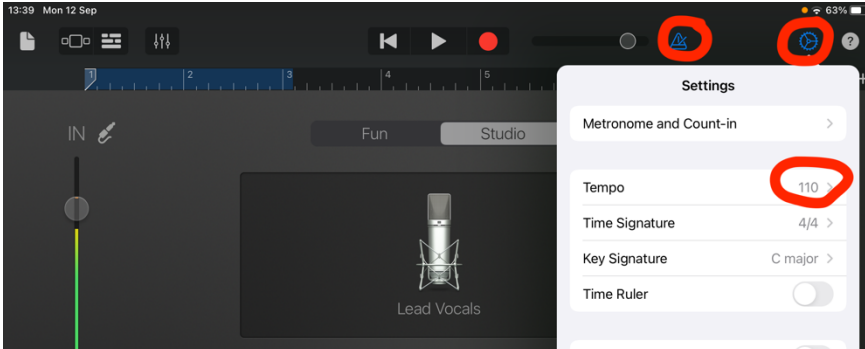 13:39 Mon 12 Sep
63%
?
1 2 3 4 5
Settings
IN
Fun Studio
Metronome and Count-in
Tempo 110
Time Signature 4/4
Key Signature C major
Time Ruler
Lead Vocals